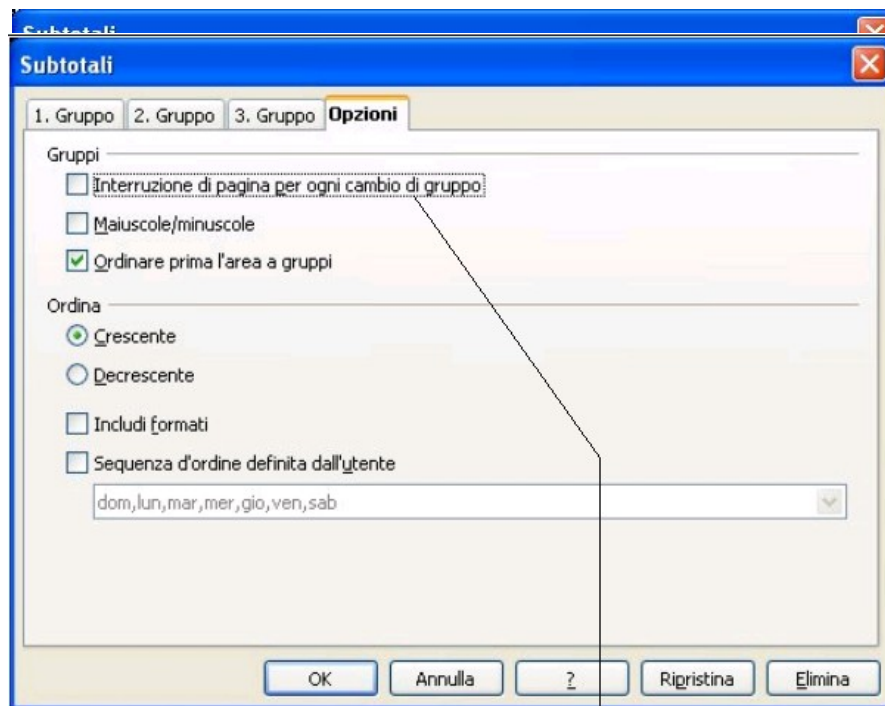 Subtotali
Subtotali
1. Gruppo 2. Gruppo 3. Gruppo Opzioni
Gruppi
Interruzione di pagina per ogni cambio di gruppo
Maiuscole/minuscole
Ordinare prima l'area a gruppi
Ordina
Crescente
Decrescente
Includi formati
Sequenza d'ordine definita dall'utente
dom,lun,mar,mer,gio,ven,sab
OK Annulla ? Ripristina Elimina